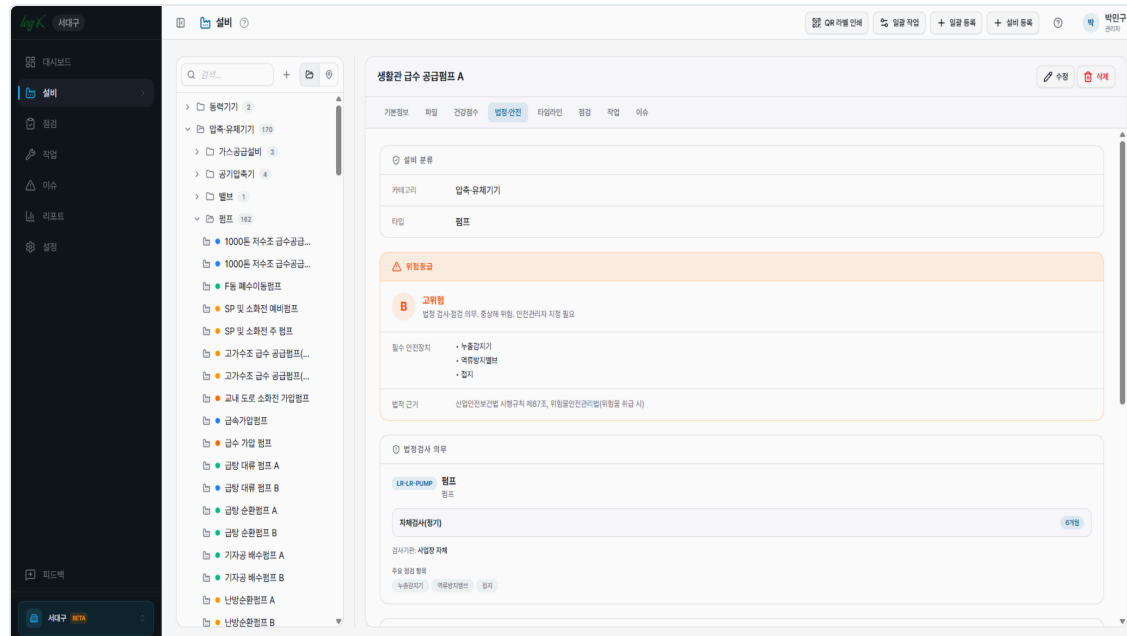 logK 서대구
대시보드
설비
점검
작업
이슈
리포트
설정
피드백
서대구 BETA
설비
QR 라벨 인쇄
일괄 작업
+ 일괄 등록
+ 설비 등록
박 박민구
관리자
검색...
동력기기 2
압축·유체기기 170
가스공급설비 3
공기압축기 4
밸브 1
펌프 162
1000톤 저수조 급수공급...
1000톤 저수조 급수공급...
F동 폐수이동펌프
SP 및 소화전 예비펌프
SP 및 소화전 주 펌프
고가수조 급수 공급펌프(...
고가수조 급수 공급펌프(...
교내 도로 소화전 가압펌프
급속가압펌프
급수 가압 펌프
급탕 대류 펌프 A
급탕 대류 펌프 B
급탕 순환펌프 A
급탕 순환펌프 B
기자공 배수펌프 A
기자공 배수펌프 B
난방순환펌프 A
난방순환펌프 B
생활관 급수 공급펌프 A
수정
삭제
기본정보 파일 건강점수 법정·안전 타임라인 점검 작업 이슈
설비 분류
카테고리 압축·유체기기
타입 펌프
위험등급
B 고위험
법정 검사·점검 의무. 중상해 위험. 안전관리자 지정 필요
필수 안전장치
• 누출감지기
• 역류방지밸브
• 접지
법적 근거 산업안전보건법 시행규칙 제87조, 위험물안전관리법(위험물 취급 시)
법정검사 의무
LR-LR-PUMP 펌프
펌프
자체검사(정기) 6개월
검사기관: 사업장 자체
주요 점검 항목
누출감지기 역류방지밸브 접지